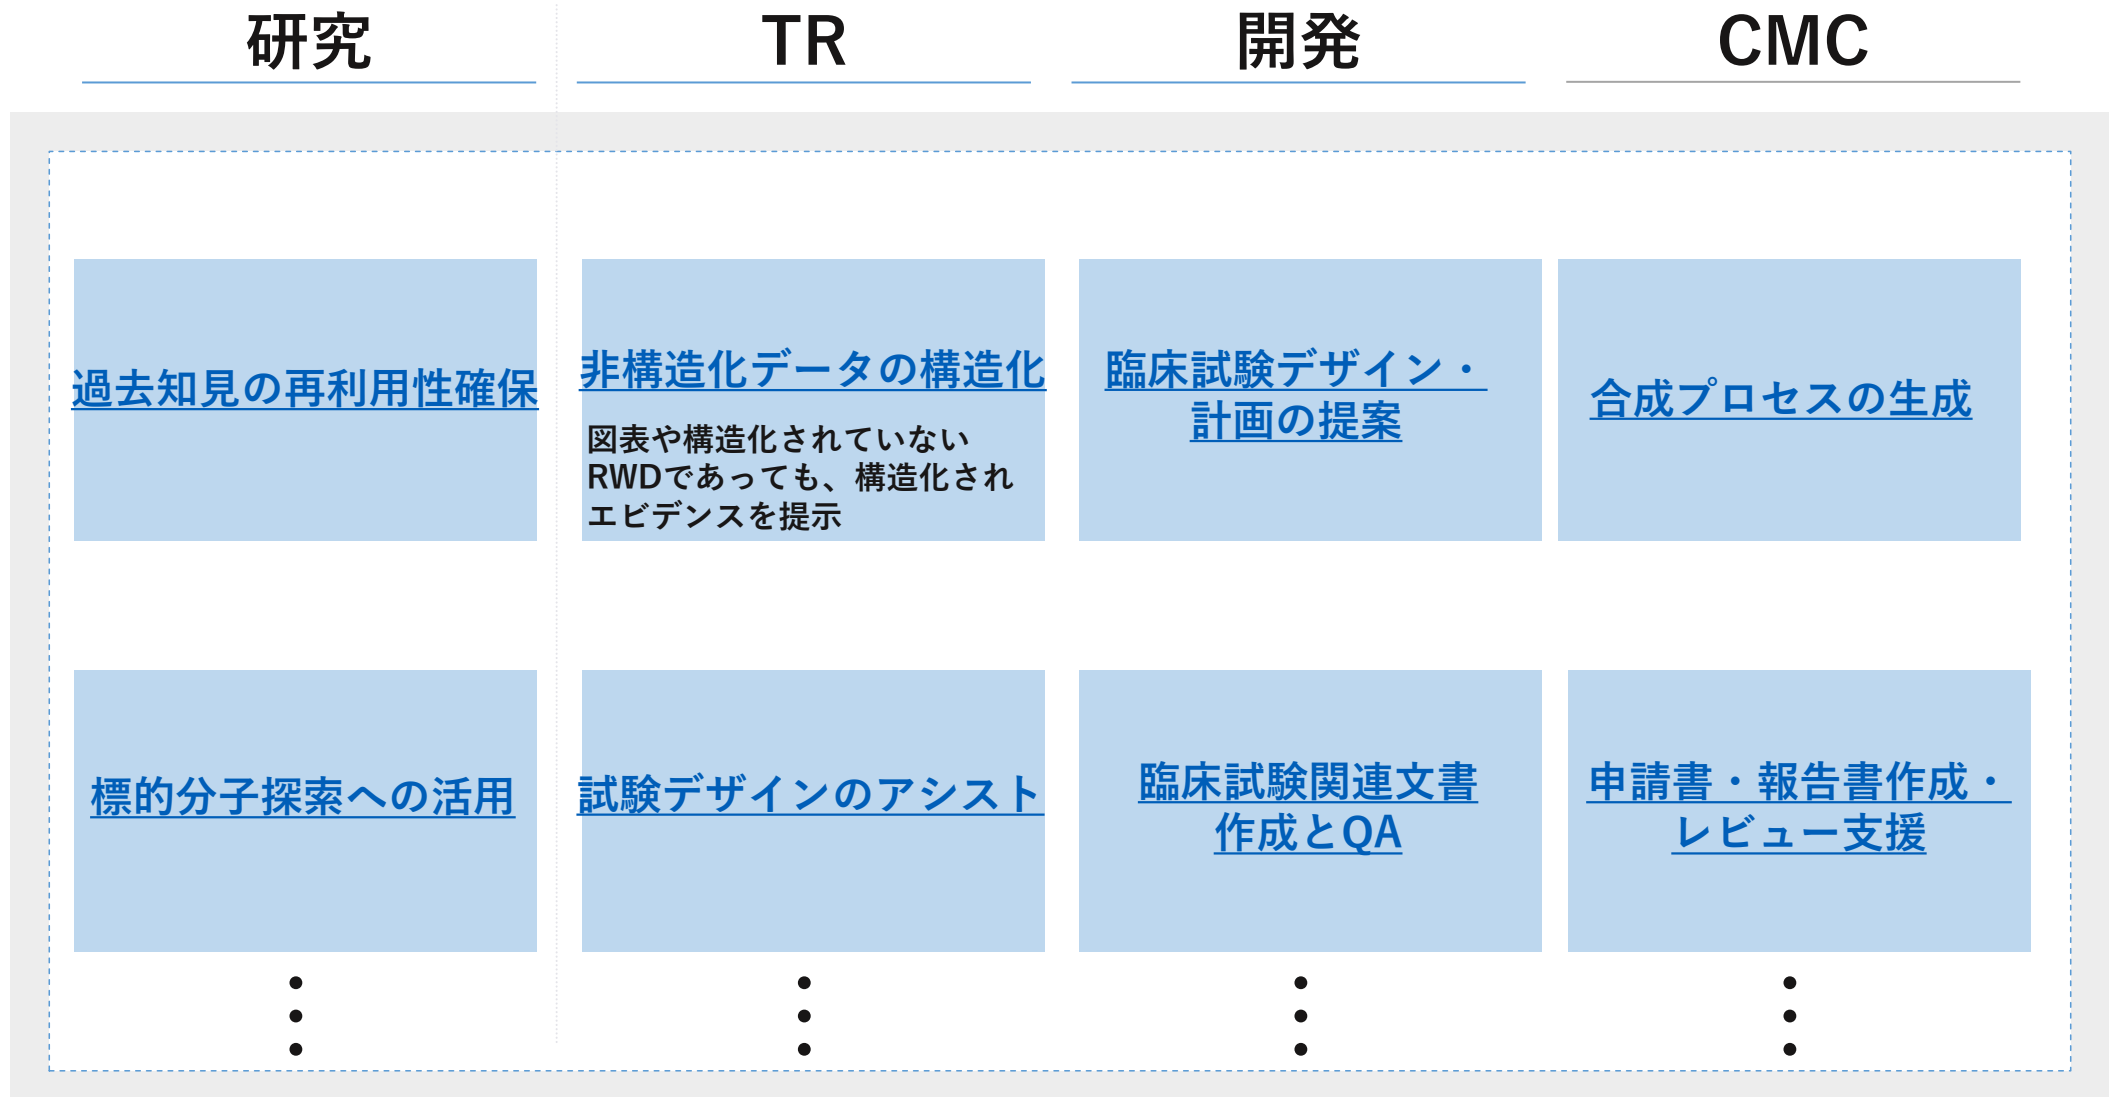 研究
TR
開発
CMC
過去知見の再利用性確保
非構造化データの構造化
図表や構造化されていない
RWDであっても、構造化され
エビデンスを提示
臨床試験デザイン・
計画の提案
合成プロセスの生成
標的分子探索への活用
試験デザインのアシスト
臨床試験関連文書
作成とQA
申請書・報告書作成・
レビュー支援